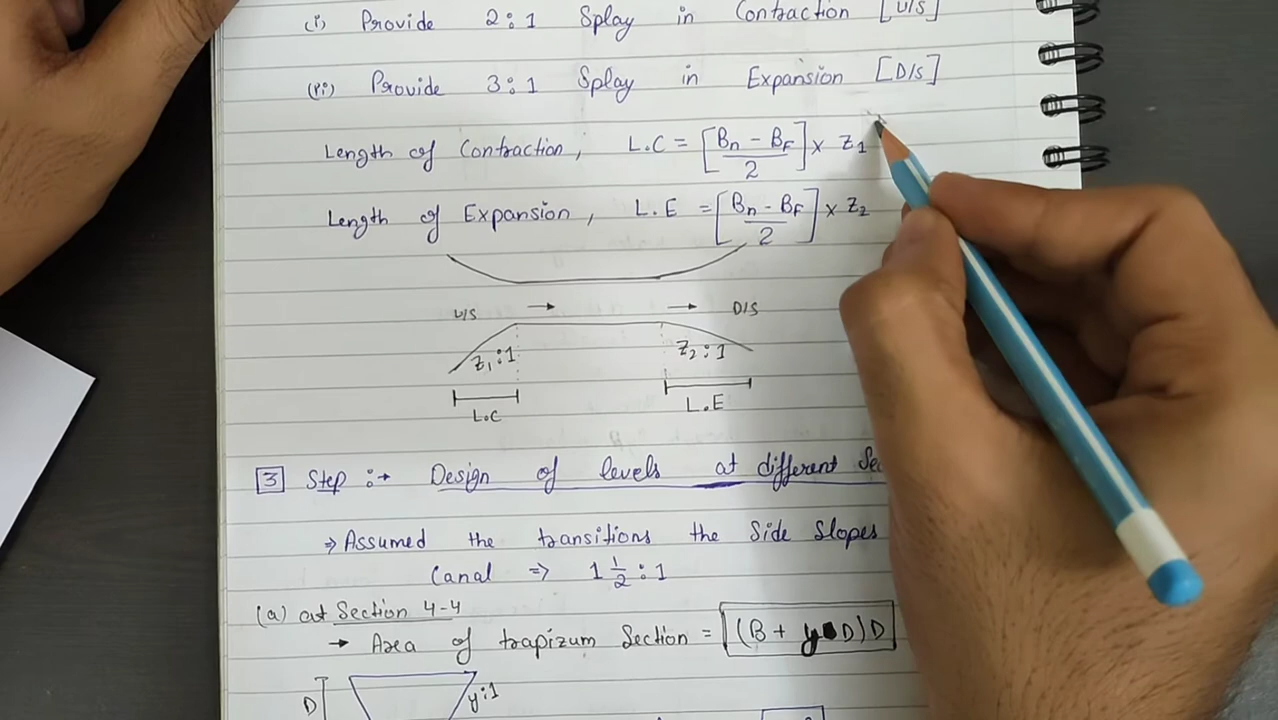 (i) Provide 2:1 Splay in Contraction [U/S]
(ii) Provide 3:1 Splay in Expansion [D/S]
Length of Contraction, L.C = [Bn - BF / 2] x Z1
Length of Expansion, L.E = [Bn - BF / 2] x Z2
U/S → → D/S
Z1:1 Z2:1
L.C L.E
3 Step :→ Design of levels at different
⇒ Assumed the transitions the Side Slopes
Canal ⇒ 1 1/2 : 1
(a) at Section 4-4
→ Area of trapizum Section = (B + y D) D
D y:1